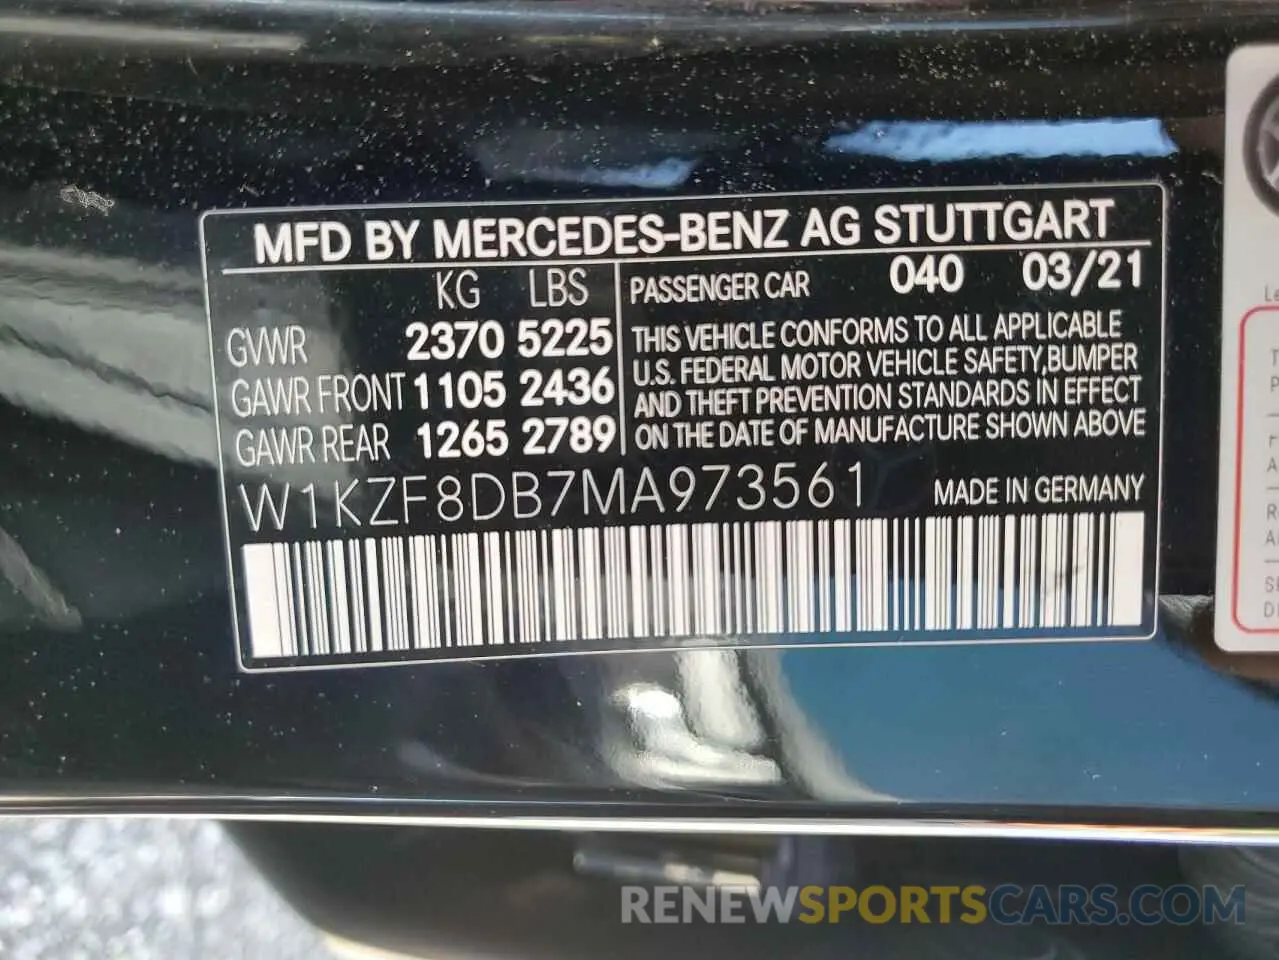 MFD BY MERCEDES-BENZ AG STUTTGART
KG LBS
GVWR 2370 5225
GAWR FRONT 1105 2436
GAWR REAR 1265 2789
PASSENGER CAR 040 03/21
THIS VEHICLE CONFORMS TO ALL APPLICABLE
U.S. FEDERAL MOTOR VEHICLE SAFETY,BUMPER
AND THEFT PREVENTION STANDARDS IN EFFECT
ON THE DATE OF MANUFACTURE SHOWN ABOVE
W1KZF8DB7MA973561 MADE IN GERMANY
RENEWSPORTSCARS.COM